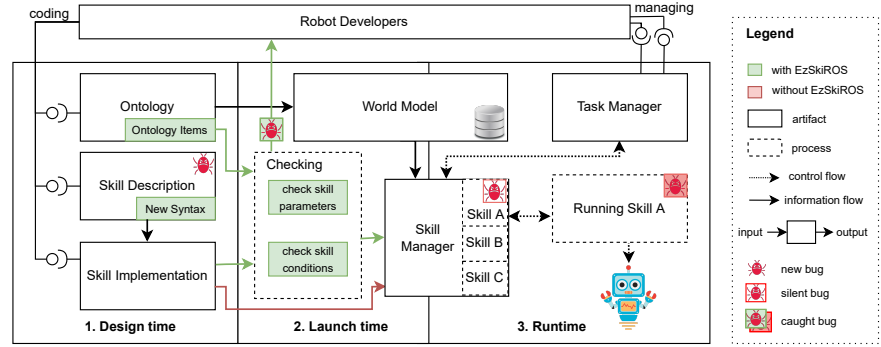 coding
Robot Developers
managing
Ontology
Ontology Items
World Model
Task Manager
Checking
check skill
parameters
check skill
conditions
Skill Description
New Syntax
Skill Implementation
Skill
Manager
Skill A
Skill B
Skill C
Running Skill A
1. Design time
2. Launch time
3. Runtime
Legend
with EzSkiROS
without EzSkiROS
artifact
process
control flow
information flow
input
output
new bug
silent bug
caught bug